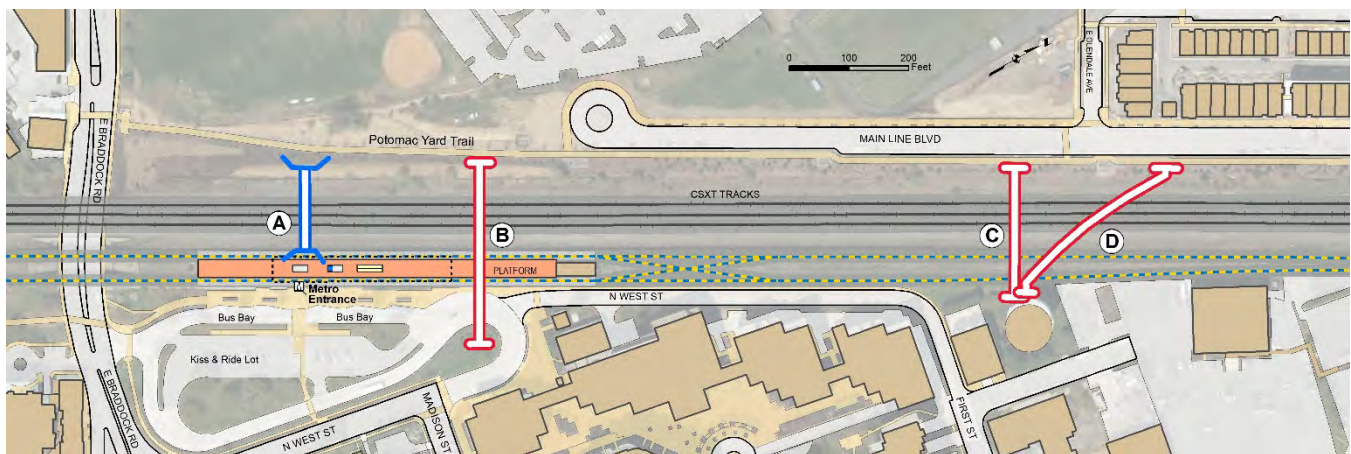 E BRADDOCK RD
Potomac Yard Trail
0 100 200
Feet
E GLENDALE AVE
MAIN LINE BLVD
CSXT TRACKS
A
B
C
D
PLATFORM
M Metro
Entrance
N WEST ST
Bus Bay
Bus Bay
Kiss & Ride Lot
E BRADDOCK RD
N WEST ST
MADISON ST
FIRST ST